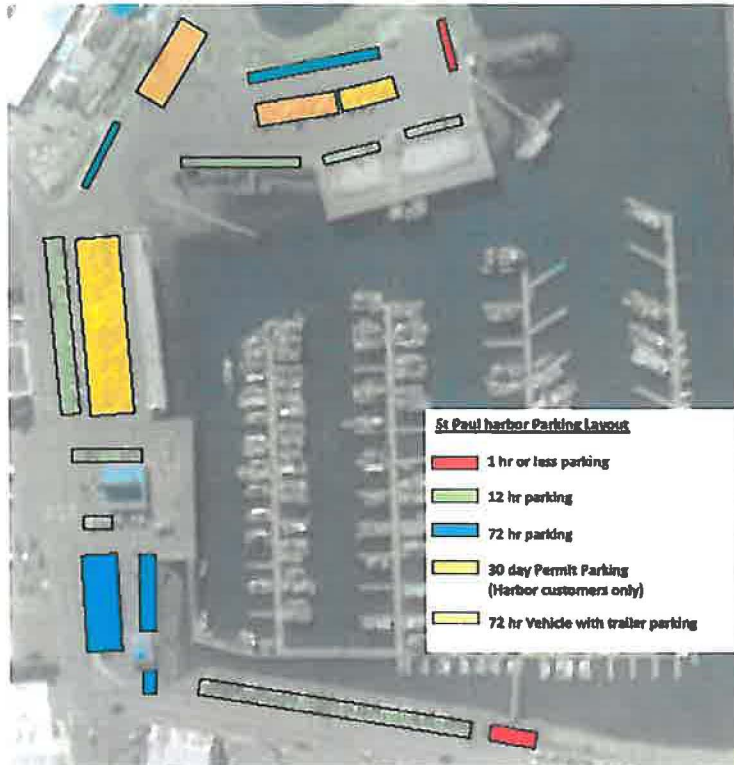 St Paul harbor Parking Layout
1 hr or less parking
12 hr parking
72 hr parking
30 day Permit Parking
(Harbor customers only)
72 hr Vehicle with trailer parking